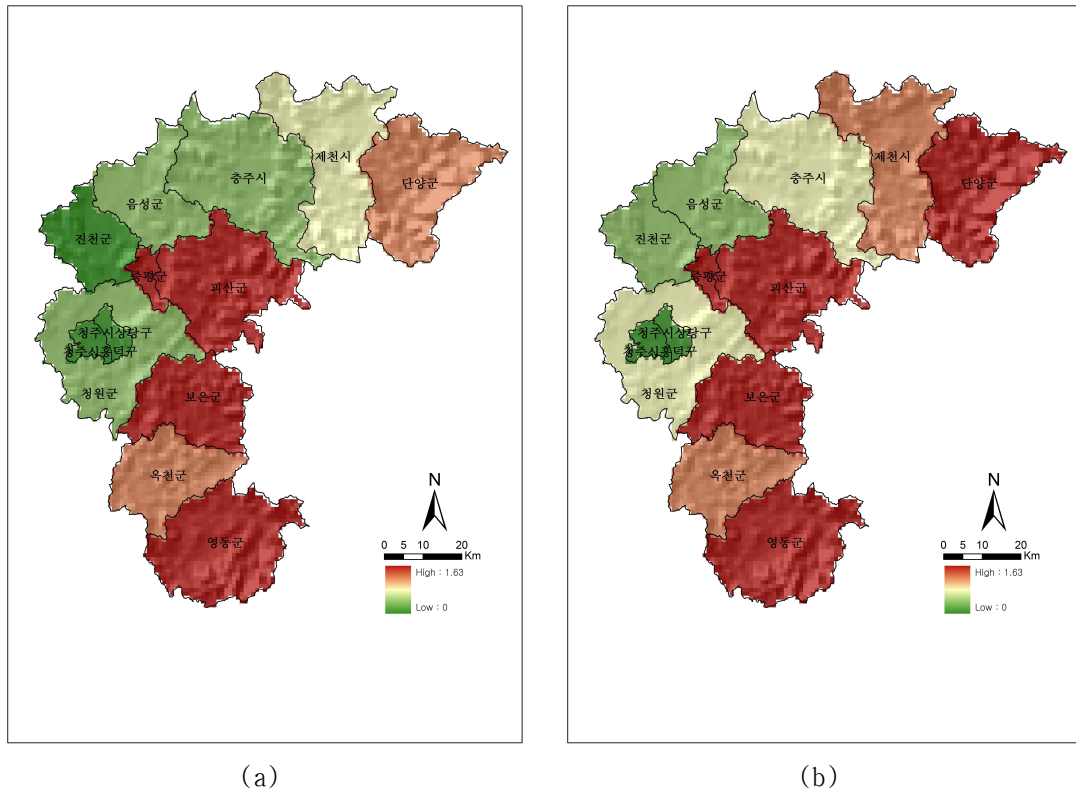 제천시
충주시
단양군
음성군
진천군
증평군
괴산군
청주시상당구
청주시흥덕구
청원군
보은군
옥천군
영동군
N
0 5 10 20
Km
High : 1.63
Low : 0
(a)
제천시
충주시
단양군
음성군
진천군
증평군
괴산군
청주시상당구
청주시흥덕구
청원군
보은군
옥천군
영동군
N
0 5 10 20
Km
High : 1.63
Low : 0
(b)